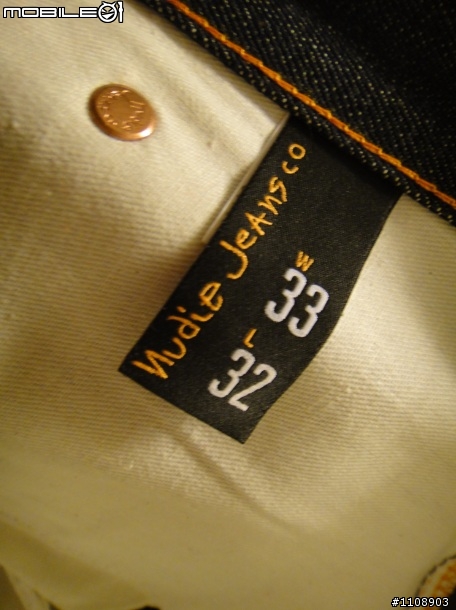 MOBILE01
Nudie Jeans co
W 33
L 32
#1108903